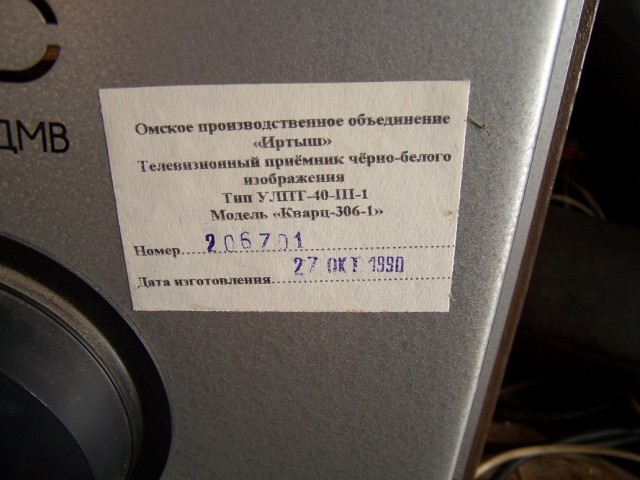 ДМВ
Омское производственное объединение
«Иртыш»
Телевизионный приёмник чёрно-белого
изображения
Тип УЛПТ-40-III-1
Модель «Кварц-306-1»
Номер 206701
Дата изготовления 27 ОКТ 1990